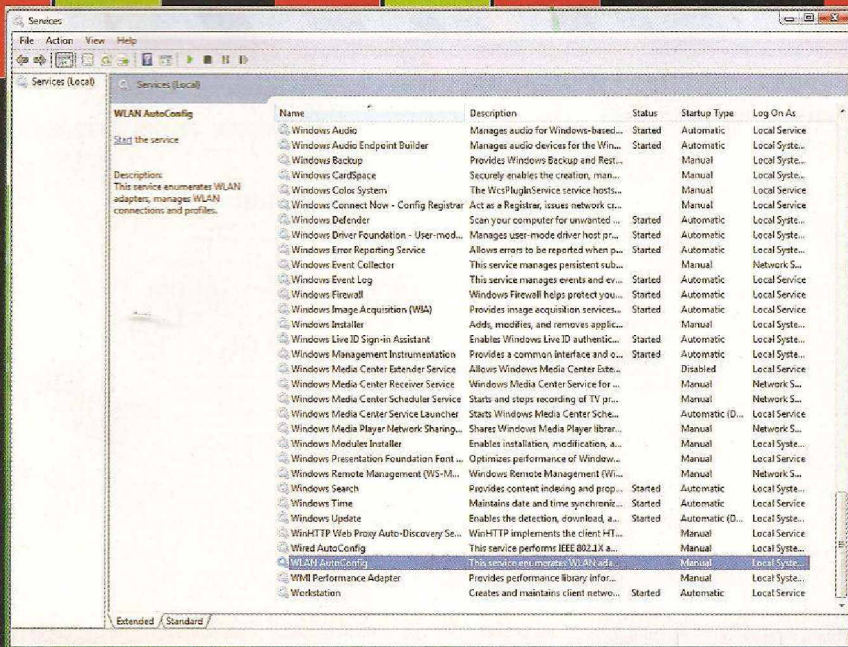 Services
File Action View Help
Services (Local)
Services (Local)
WLAN AutoConfig
Start the service
Description:
This service enumerates WLAN
adapters, manages WLAN
connections and profiles.
Name Description Status Startup Type Log On As
Windows Audio Manages audio for Windows-based... Started Automatic Local Service
Windows Audio Endpoint Builder Manages audio devices for the Win... Started Automatic Local Syste...
Windows Backup Provides Windows Backup and Rest... Manual Local Syste...
Windows CardSpace Securely enables the creation, man... Manual Local Syste...
Windows Color System The WcsPlugInService service hosts... Manual Local Service
Windows Connect Now - Config Registrar Act as a Registrar, issues network cr... Manual Local Service
Windows Defender Scan your computer for unwanted ... Started Automatic Local Syste...
Windows Driver Foundation - User-mod... Manages user-mode driver host pr... Started Automatic Local Syste...
Windows Error Reporting Service Allows errors to be reported when p... Started Automatic Local Syste...
Windows Event Collector This service manages persistent sub... Manual Network S...
Windows Event Log This service manages events and ev... Started Automatic Local Service
Windows Firewall Windows Firewall helps protect you... Started Automatic Local Service
Windows Image Acquisition (WIA) Provides image acquisition services... Started Automatic Local Service
Windows Installer Adds, modifies, and removes applic... Manual Local Syste...
Windows Live ID Sign-in Assistant Enables Windows Live ID authentic... Started Automatic Local Syste...
Windows Management Instrumentation Provides a common interface and o... Started Automatic Local Syste...
Windows Media Center Extender Service Allows Windows Media Center Exte... Disabled Local Service
Windows Media Center Receiver Service Windows Media Center Service for ... Manual Network S...
Windows Media Center Scheduler Service Starts and stops recording of TV pr... Manual Network S...
Windows Media Center Service Launcher Starts Windows Media Center Sche... Automatic (D... Local Service
Windows Media Player Network Sharing... Shares Windows Media Player librar... Manual Network S...
Windows Modules Installer Enables installation, modification, a... Manual Local Syste...
Windows Presentation Foundation Font ... Optimizes performance of Window... Manual Local Service
Windows Remote Management (WS-M... Windows Remote Management (Wi... Manual Network S...
Windows Search Provides content indexing and prop... Started Automatic Local Syste...
Windows Time Maintains date and time synchroniz... Started Automatic Local Service
Windows Update Enables the detection, download, a... Started Automatic (D... Local Syste...
WinHTTP Web Proxy Auto-Discovery Se... WinHTTP implements the client HT... Manual Local Service
Wired AutoConfig This service performs IEEE 802.1X a... Manual Local Syste...
WLAN AutoConfig This service enumerates WLAN ada... Manual Local Syste...
WMI Performance Adapter Provides performance library infor... Manual Local Syste...
Workstation Creates and maintains client netwo... Started Automatic Local Service
Extended Standard